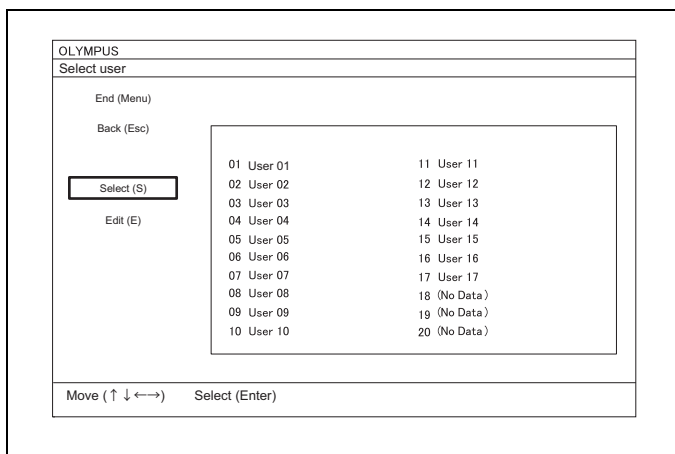 OLYMPUS
Select user
End (Menu)
Back (Esc)
Select (S)
Edit (E)
01 User 01
02 User 02
03 User 03
04 User 04
05 User 05
06 User 06
07 User 07
08 User 08
09 User 09
10 User 10
11 User 11
12 User 12
13 User 13
14 User 14
15 User 15
16 User 16
17 User 17
18 (No Data)
19 (No Data)
20 (No Data)
Move (↑↓←→) Select (Enter)